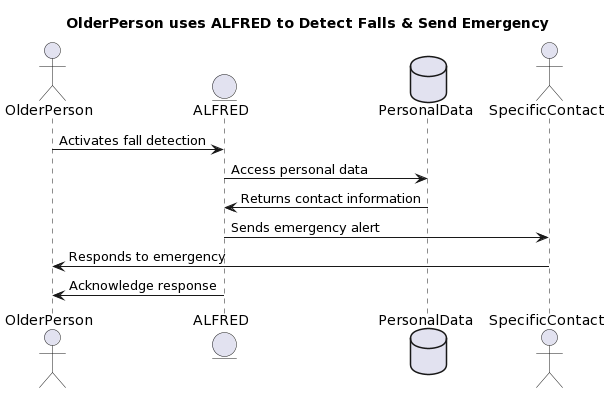 OlderPerson uses ALFRED to Detect Falls & Send Emergency
OlderPerson ALFRED PersonalData SpecificContact
Activates fall detection
Access personal data
Returns contact information
Sends emergency alert
Responds to emergency
Acknowledge response
OlderPerson ALFRED PersonalData SpecificContact